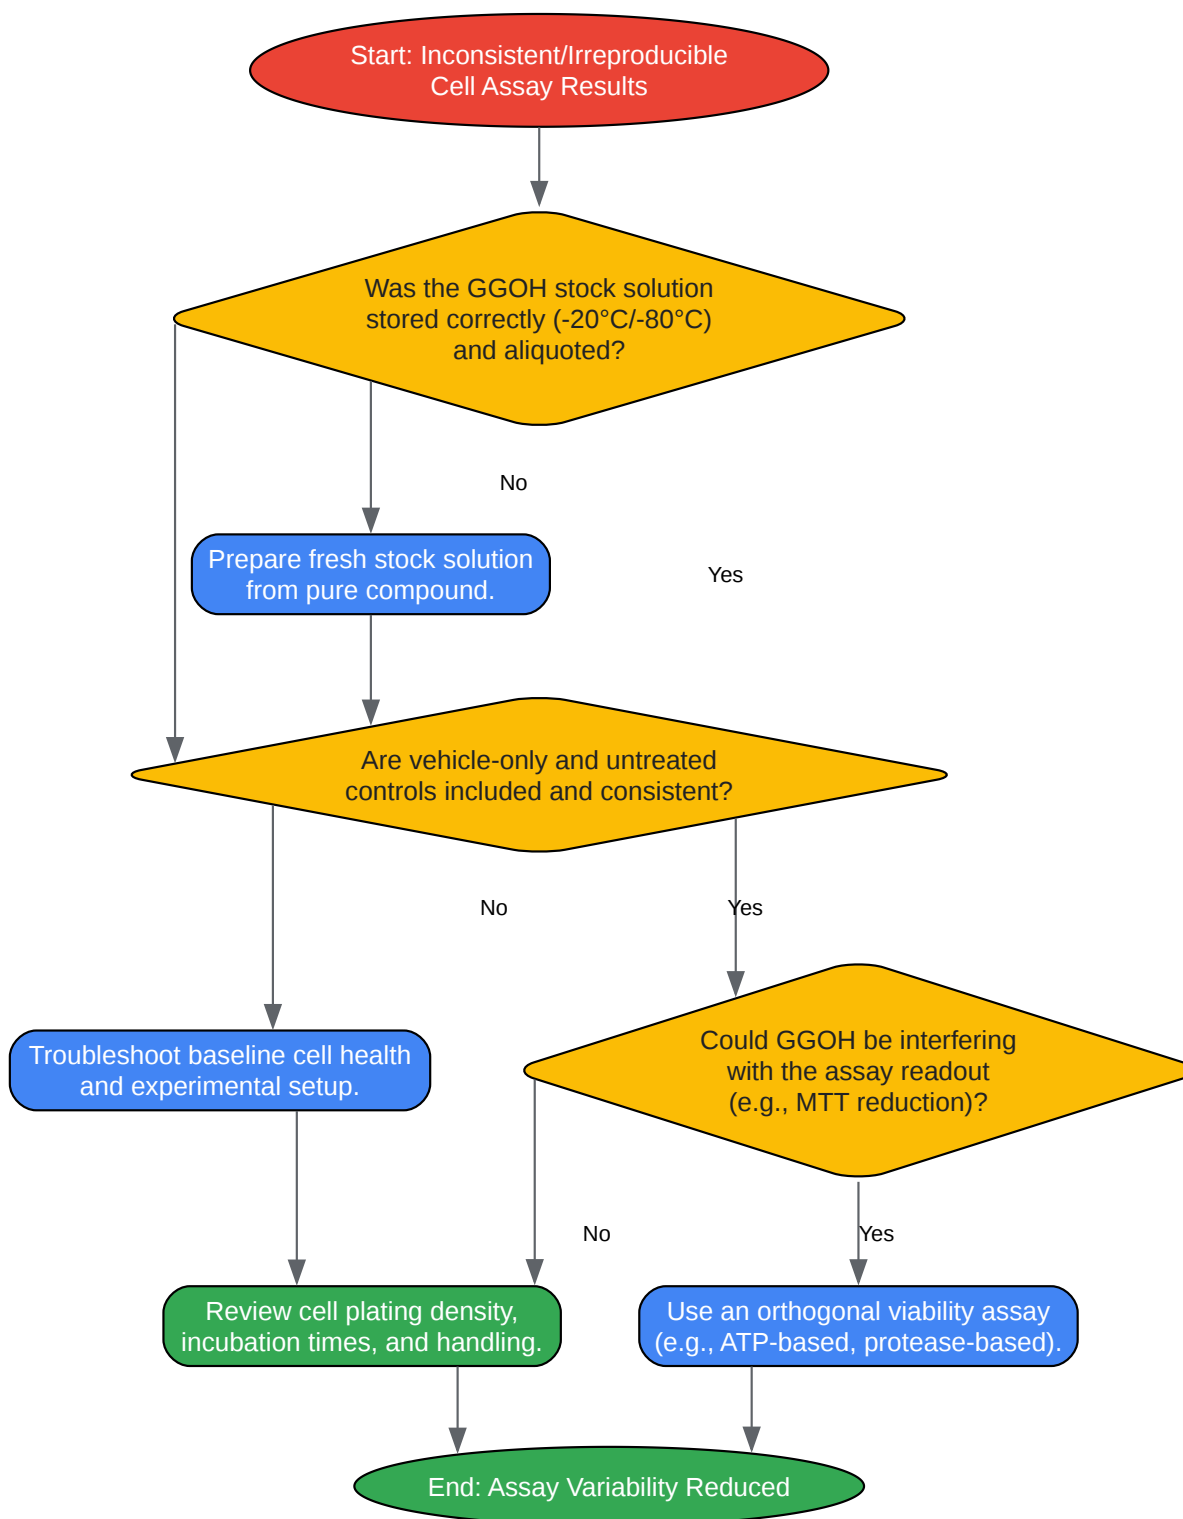 Start: Inconsistent/Irreproducible
Cell Assay Results
Was the GGOH stock solution
stored correctly (-20°C/-80°C)
and aliquoted?
No
Prepare fresh stock solution
from pure compound.
Yes
Are vehicle-only and untreated
controls included and consistent?
No
Yes
Troubleshoot baseline cell health
and experimental setup.
Could GGOH be interfering
with the assay readout
(e.g., MTT reduction)?
No
Yes
Review cell plating density,
incubation times, and handling.
Use an orthogonal viability assay
(e.g., ATP-based, protease-based).
End: Assay Variability Reduced